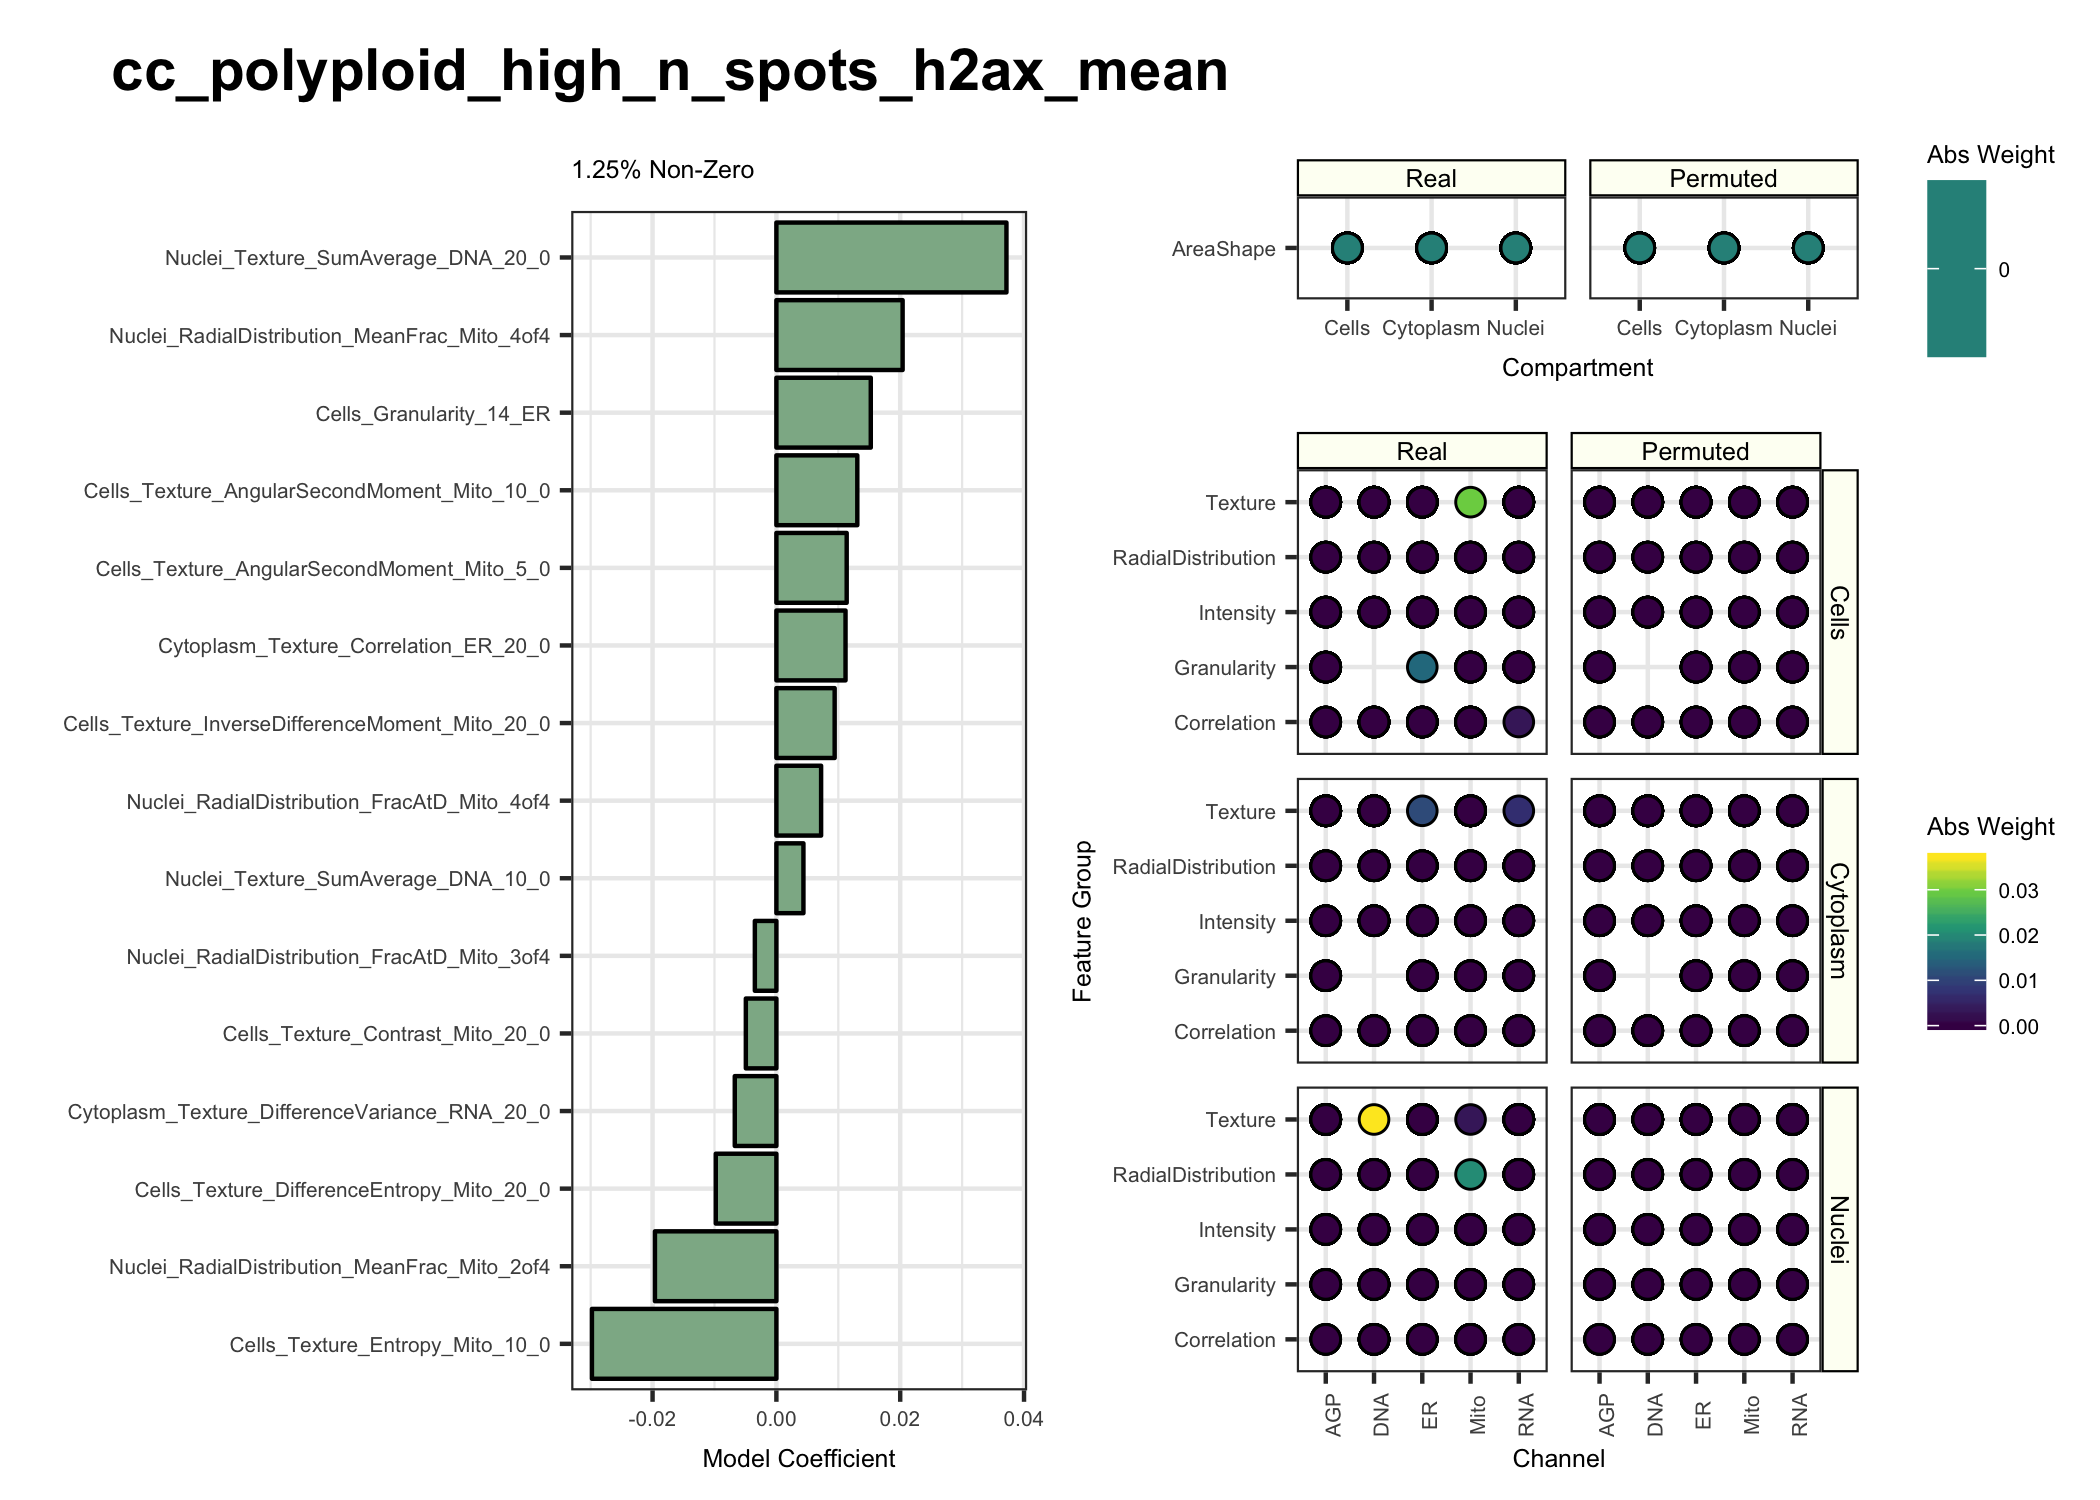 cc_polyploid_high_n_spots_h2ax_mean
1.25% Non-Zero
Nuclei_Texture_SumAverage_DNA_20_0
Nuclei_RadialDistribution_MeanFrac_Mito_4of4
Cells_Granularity_14_ER
Cells_Texture_AngularSecondMoment_Mito_10_0
Cells_Texture_AngularSecondMoment_Mito_5_0
Cytoplasm_Texture_Correlation_ER_20_0
Cells_Texture_InverseDifferenceMoment_Mito_20_0
Nuclei_RadialDistribution_FracAtD_Mito_4of4
Nuclei_Texture_SumAverage_DNA_10_0
Nuclei_RadialDistribution_FracAtD_Mito_3of4
Cells_Texture_Contrast_Mito_20_0
Cytoplasm_Texture_DifferenceVariance_RNA_20_0
Cells_Texture_DifferenceEntropy_Mito_20_0
Nuclei_RadialDistribution_MeanFrac_Mito_2of4
Cells_Texture_Entropy_Mito_10_0
-0.02 0.00 0.02 0.04
Model Coefficient
Real Permuted
AreaShape
Cells Cytoplasm Nuclei Cells Cytoplasm Nuclei
Compartment
Abs Weight
0
Real Permuted
Feature Group
Texture
RadialDistribution
Intensity
Granularity
Correlation
Cells
Texture
RadialDistribution
Intensity
Granularity
Correlation
Cytoplasm
Texture
RadialDistribution
Intensity
Granularity
Correlation
Nuclei
AGP DNA ER Mito RNA AGP DNA ER Mito RNA
Channel
Abs Weight
0.03
0.02
0.01
0.00